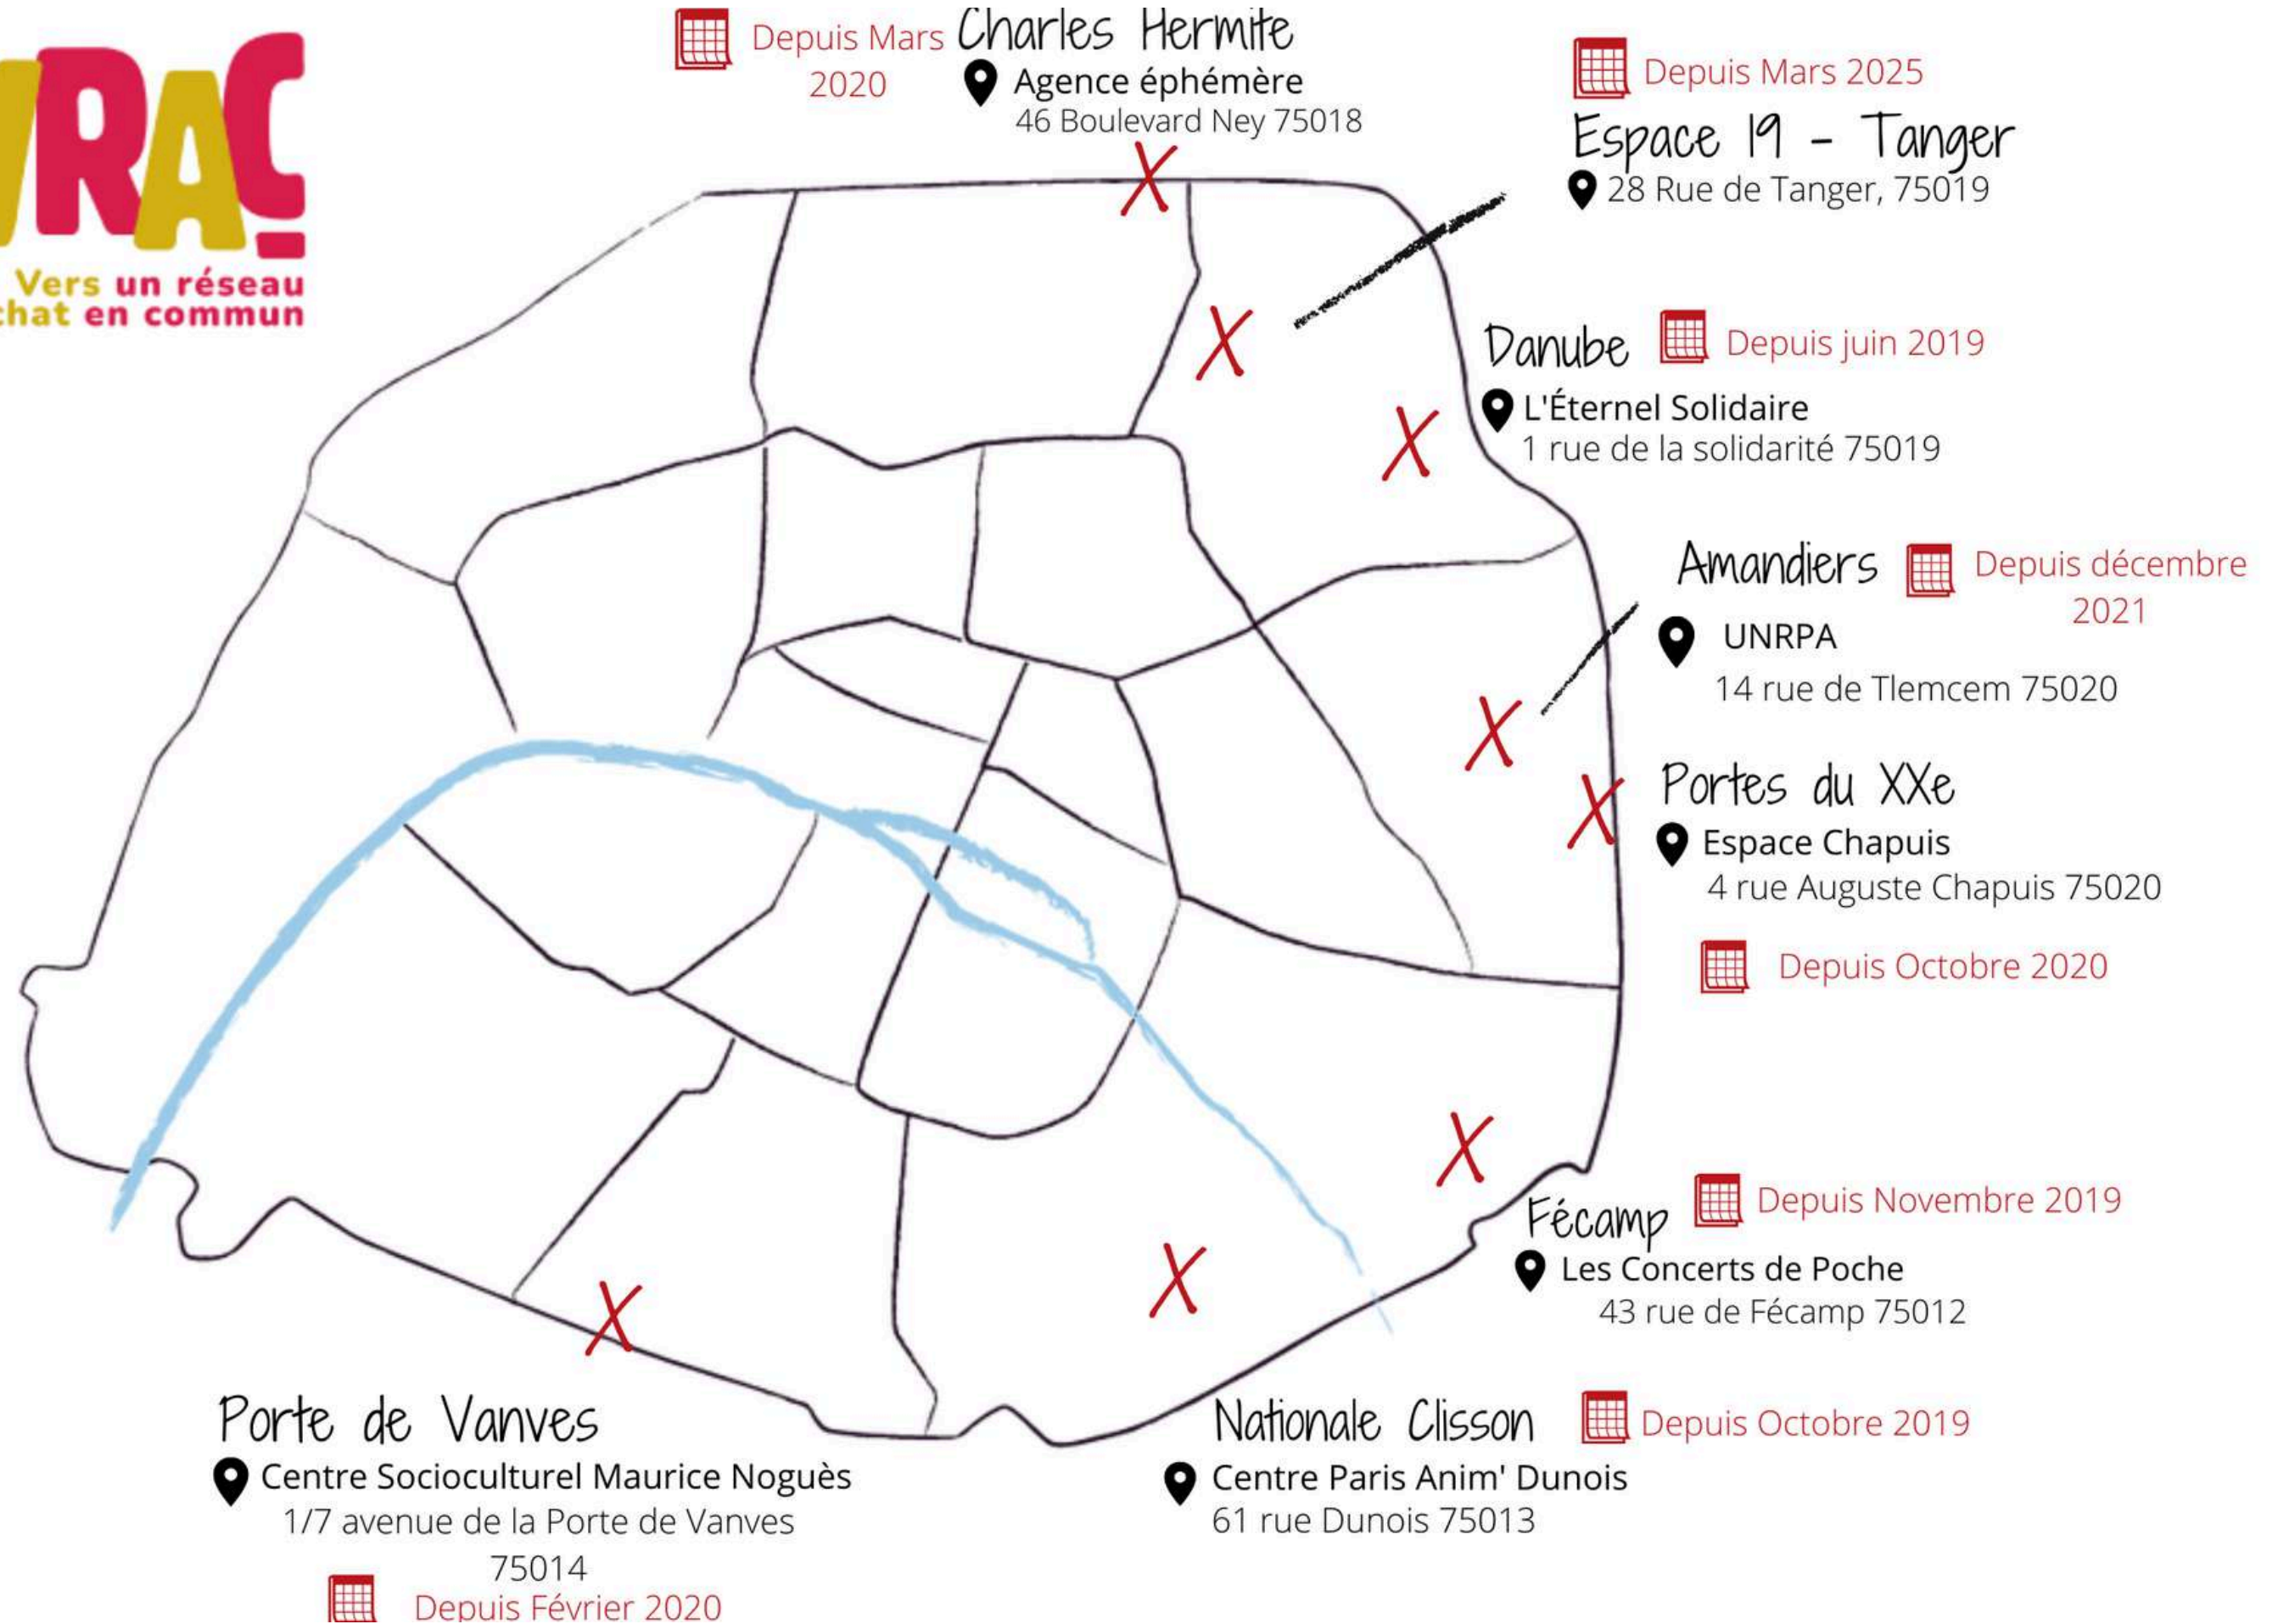 VRAC
Vers un réseau
chat en commun
Depuis Mars
2020
Charles Hermite
Agence éphémère
46 Boulevard Ney 75018
Depuis Mars 2025
Espace 19 - Tanger
28 Rue de Tanger, 75019
Danube
Depuis juin 2019
L'Éternel Solidaire
1 rue de la solidarité 75019
Amandiers
Depuis décembre
2021
UNRPA
14 rue de Tlemcem 75020
Portes du XXe
Espace Chapuis
4 rue Auguste Chapuis 75020
Depuis Octobre 2020
Fécamp
Depuis Novembre 2019
Les Concerts de Poche
43 rue de Fécamp 75012
Nationale Clisson
Depuis Octobre 2019
Centre Paris Anim' Dunois
61 rue Dunois 75013
Porte de Vanves
Centre Socioculturel Maurice Noguès
1/7 avenue de la Porte de Vanves
75014
Depuis Février 2020